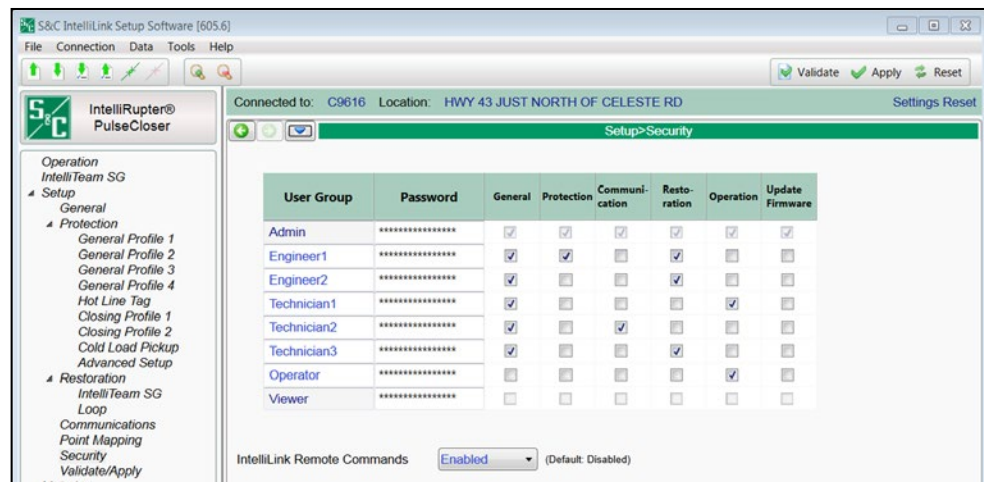 S&C IntelliLink Setup Software [605.6]
File Connection Data Tools Help
Validate Apply Reset
S&C
IntelliRupter®
PulseCloser
Connected to: C9616 Location: HWY 43 JUST NORTH OF CELESTE RD Settings Reset
Setup>Security
Operation
IntelliTeam SG
Setup
General
Protection
General Profile 1
General Profile 2
General Profile 3
General Profile 4
Hot Line Tag
Closing Profile 1
Closing Profile 2
Cold Load Pickup
Advanced Setup
Restoration
IntelliTeam SG
Loop
Communications
Point Mapping
Security
Validate/Apply
User Group Password General Protection Communi-cation Resto-ration Operation Update Firmware
Admin ****************
Engineer1 ****************
Engineer2 ****************
Technician1 ****************
Technician2 ****************
Technician3 ****************
Operator ****************
Viewer ****************
IntelliLink Remote Commands Enabled (Default: Disabled)